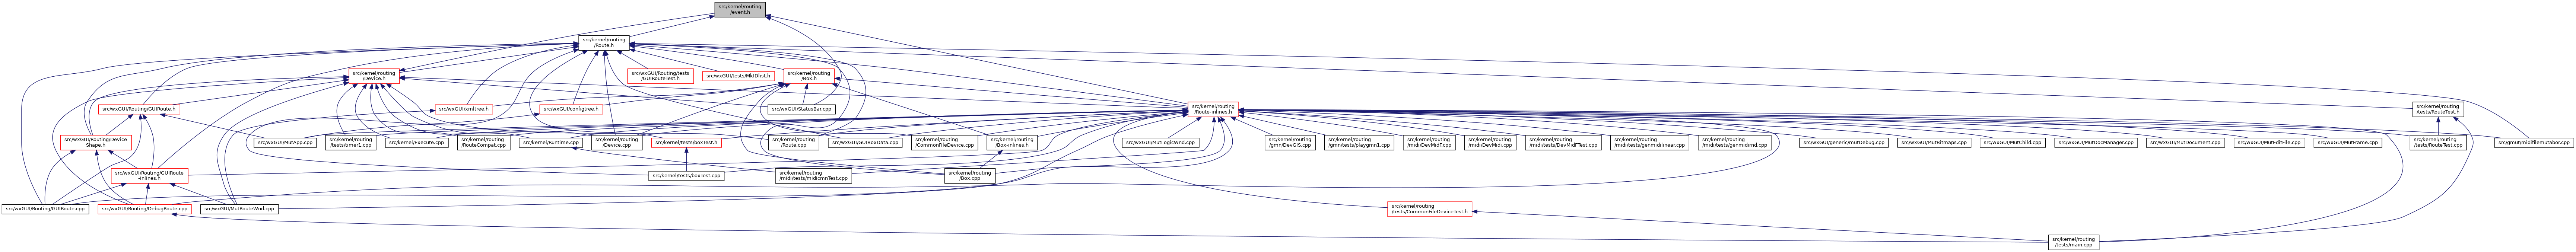 src/kernel/routing
/event.h
src/kernel/routing
/Route.h
src/kernel/routing
/Device.h
src/wxGUI/Routing/tests
/GUIRouteTest.h
src/wxGUI/tests/MkIDlist.h
src/kernel/routing
/Box.h
src/wxGUI/Routing/GUIRoute.h
src/wxGUI/xmltree.h
src/wxGUI/configtree.h
src/wxGUI/StatusBar.cpp
src/kernel/routing
/Route-inlines.h
src/kernel/routing
/tests/RouteTest.h
src/wxGUI/Routing/Device
Shape.h
src/wxGUI/MutApp.cpp
src/kernel/routing
/tests/timer1.cpp
src/kernel/Execute.cpp
src/kernel/routing
/RouteCompat.cpp
src/kernel/Runtime.cpp
src/kernel/routing
/Device.cpp
src/kernel/tests/boxTest.h
src/kernel/routing
/Route.cpp
src/wxGUI/GUIBoxData.cpp
src/kernel/routing
/CommonFileDevice.cpp
src/kernel/routing
/Box-inlines.h
src/wxGUI/MutLogicWnd.cpp
src/kernel/routing
/gmn/DevGIS.cpp
src/kernel/routing
/gmn/tests/playgmn1.cpp
src/kernel/routing
/midi/DevMidF.cpp
src/kernel/routing
/midi/DevMidi.cpp
src/kernel/routing
/midi/tests/DevMidFTest.cpp
src/kernel/routing
/midi/tests/genmidilinear.cpp
src/kernel/routing
/midi/tests/genmidirnd.cpp
src/wxGUI/generic/mutDebug.cpp
src/wxGUI/MutBitmaps.cpp
src/wxGUI/MutChild.cpp
src/wxGUI/MutDocManager.cpp
src/wxGUI/MutDocument.cpp
src/wxGUI/MutEditFile.cpp
src/wxGUI/MutFrame.cpp
src/kernel/routing
/tests/RouteTest.cpp
src/gmut/midifilemutabor.cpp
src/wxGUI/Routing/GUIRoute
-inlines.h
src/kernel/tests/boxTest.cpp
src/kernel/routing
/midi/tests/midicmnTest.cpp
src/kernel/routing
/Box.cpp
src/wxGUI/Routing/GUIRoute.cpp
src/wxGUI/Routing/DebugRoute.cpp
src/wxGUI/MutRouteWnd.cpp
src/kernel/routing
/tests/CommonFileDeviceTest.h
src/kernel/routing
/tests/main.cpp